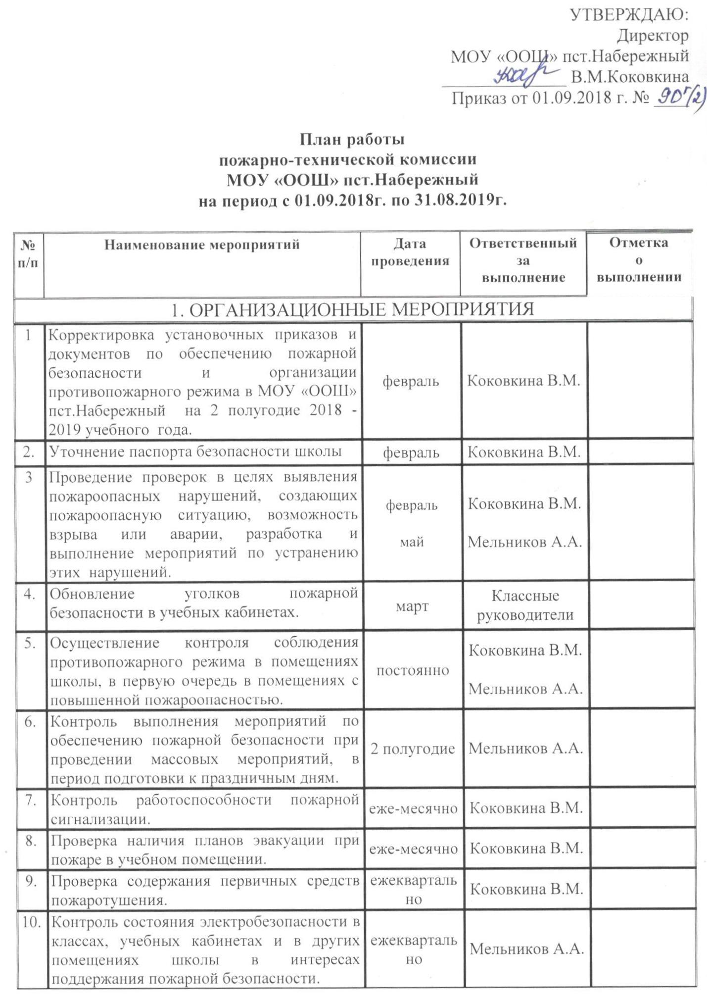 УТВЕРЖДАЮ:
Директор
МОУ «ООШ» пст.Набережный
В.М.Коковкина
Приказ от 01.09.2018 г. № 90г(2)
План работы
пожарно-технической комиссии
МОУ «ООШ» пст.Набережный
на период с 01.09.2018г. по 31.08.2019г.
№ п/п
Наименование мероприятий
Дата
проведения
Ответственный
за
выполнение
Отметка
о
выполнении
1. ОРГАНИЗАЦИОННЫЕ МЕРОПРИЯТИЯ
1
Корректировка установочных приказов и
документов по обеспечению пожарной
безопасности и организации
противопожарного режима в МОУ «ООШ»
пст.Набережный на 2 полугодие 2018 -
2019 учебного года.
февраль
Коковкина В.М.
2.
Уточнение паспорта безопасности школы
февраль
Коковкина В.М.
3
Проведение проверок в целях выявления
пожароопасных нарушений, создающих
пожароопасную ситуацию, возможность
взрыва или аварии, разработка и
выполнение мероприятий по устранению
этих нарушений.
февраль
май
Коковкина В.М.
Мельников А.А.
4.
Обновление уголков пожарной
безопасности в учебных кабинетах.
март
Классные
руководители
5.
Осуществление контроля соблюдения
противопожарного режима в помещениях
школы, в первую очередь в помещениях с
повышенной пожароопасностью.
постоянно
Коковкина В.М.
Мельников А.А.
6.
Контроль выполнения мероприятий по
обеспечению пожарной безопасности при
проведении массовых мероприятий, в
период подготовки к праздничным дням.
2 полугодие
Мельников А.А.
7.
Контроль работоспособности пожарной
сигнализации.
еже-месячно
Коковкина В.М.
8.
Проверка наличия планов эвакуации при
пожаре в учебном помещении.
еже-месячно
Коковкина В.М.
9.
Проверка содержания первичных средств
пожаротушения.
ежекварталь
но
Коковкина В.М.
10.
Контроль состояния электробезопасности в
классах, учебных кабинетах и в других
помещениях школы в интересах
поддержания пожарной безопасности.
ежекварталь
но
Мельников А.А.